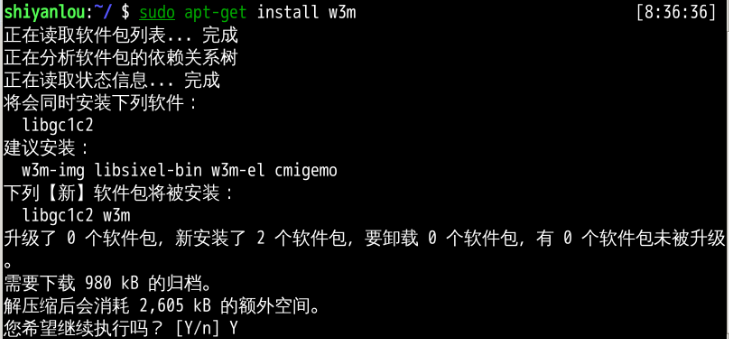 shiyanlou:~/ $ sudo apt-get install w3m [8:36:36]
正在读取软件包列表... 完成
正在分析软件包的依赖关系树
正在读取状态信息... 完成
将会同时安装下列软件：
libgc1c2
建议安装：
w3m-img libsixel-bin w3m-el cmigemo
下列【新】软件包将被安装：
libgc1c2 w3m
升级了 0 个软件包，新安装了 2 个软件包，要卸载 0 个软件包，有 0 个软件包未被升级
。
需要下载 980 kB 的归档。
解压缩后会消耗 2,605 kB 的额外空间。
您希望继续执行吗？ [Y/n] Y